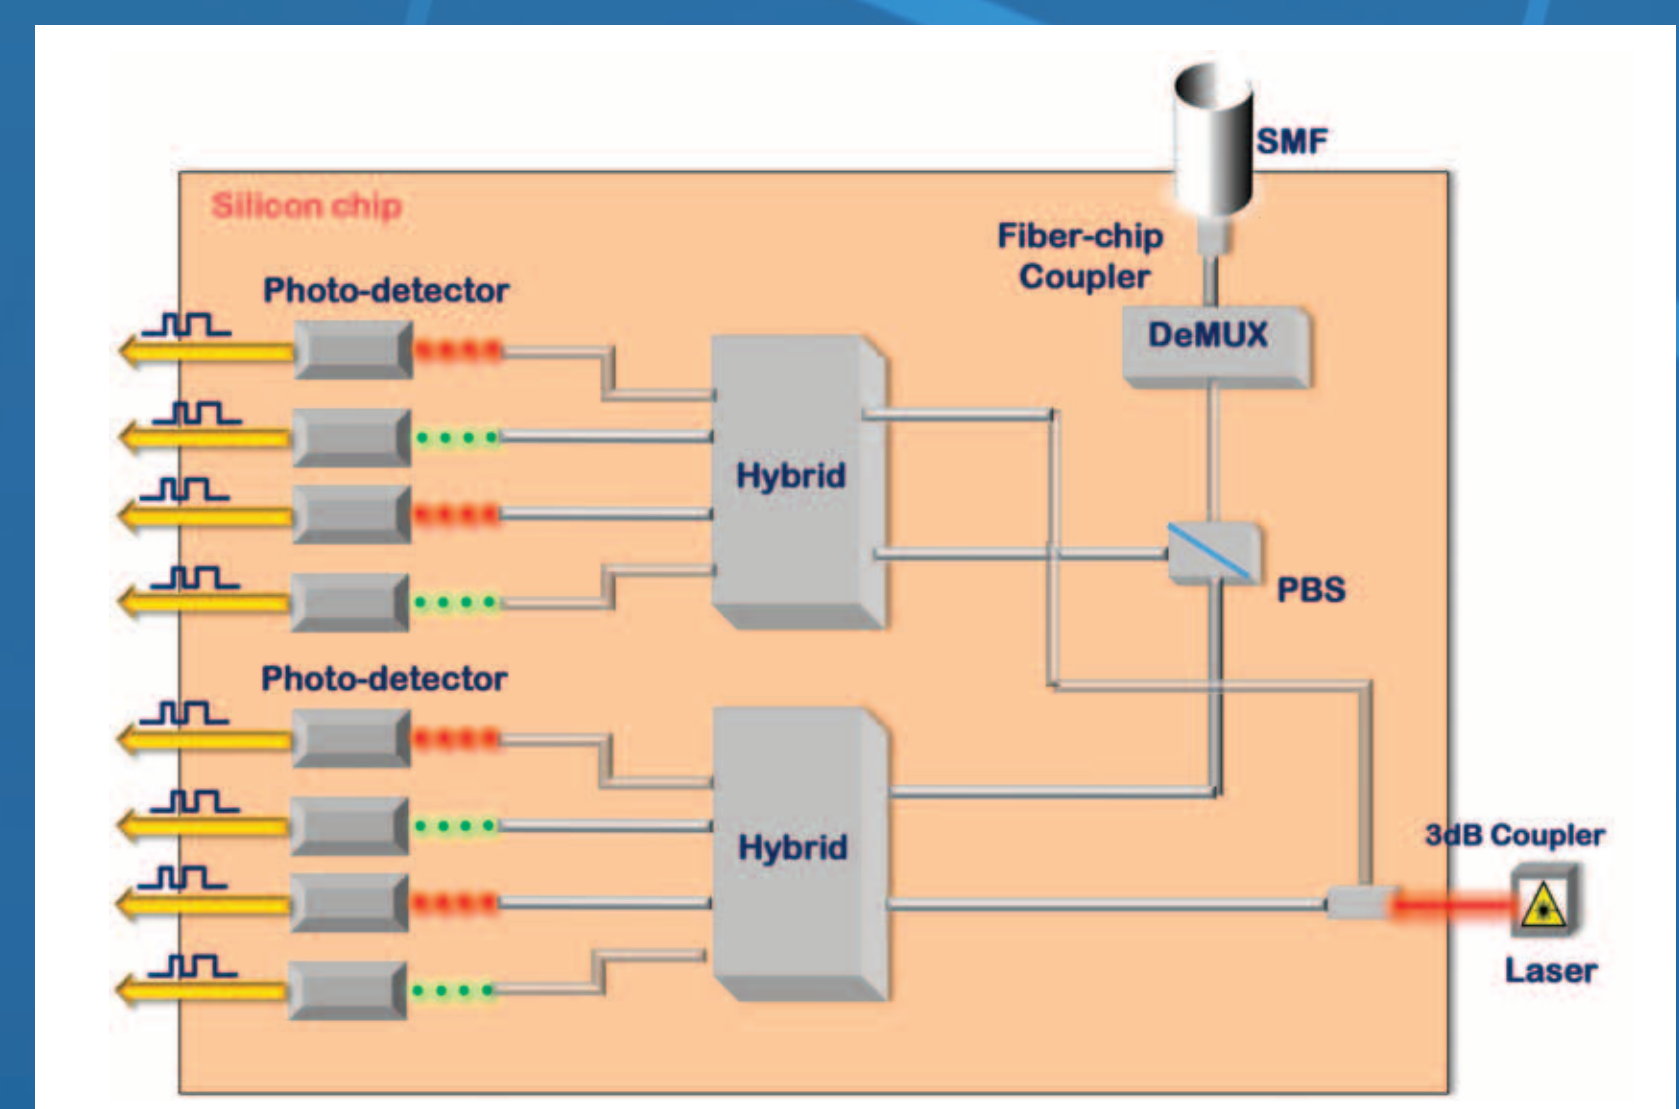 SMF
Silicon chip
Fiber-chip
Coupler
Photo-detector
DeMUX
Hybrid
PBS
Photo-detector
Hybrid
3dB Coupler
Laser